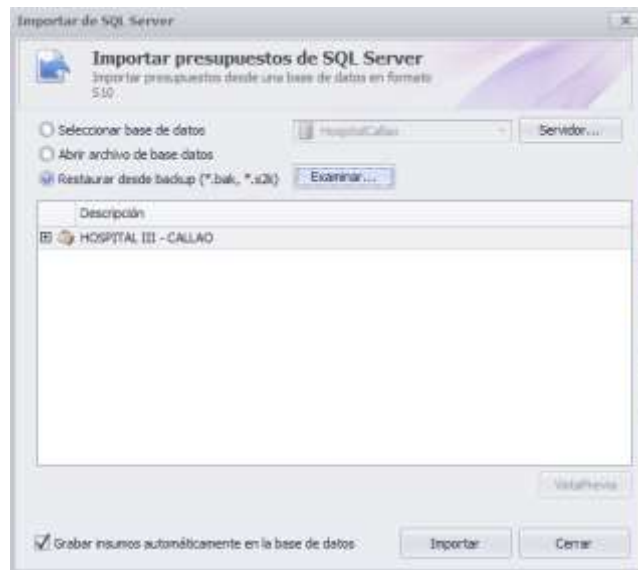 Importar de SQL Server
Importar presupuestos de SQL Server
Importar presupuestos desde una base de datos en formato
S10
Seleccionar base de datos
HospitalCallao
Servidor...
Abrir archivo de base datos
Restaurar desde backup (*.bak, *.s2k)
Examinar...
Descripción
HOSPITAL III - CALLAO
VistaPrevia
Grabar insumos automáticamente en la base de datos
Importar
Cerrar